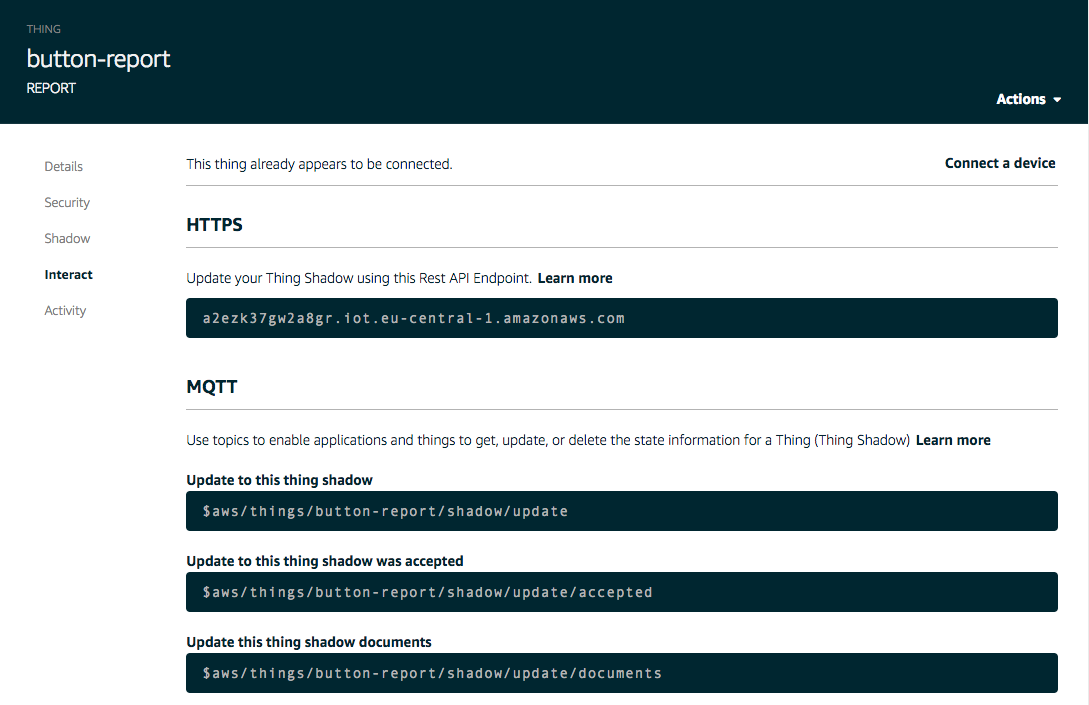 THING
button-report
REPORT
Actions
Details
Security
Shadow
Interact
Activity
This thing already appears to be connected.
Connect a device
HTTPS
Update your Thing Shadow using this Rest API Endpoint. Learn more
a2ezk37gw2a8gr.iot.eu-central-1.amazonaws.com
MQTT
Use topics to enable applications and things to get, update, or delete the state information for a Thing (Thing Shadow) Learn more
Update to this thing shadow
$aws/things/button-report/shadow/update
Update to this thing shadow was accepted
$aws/things/button-report/shadow/update/accepted
Update this thing shadow documents
$aws/things/button-report/shadow/update/documents